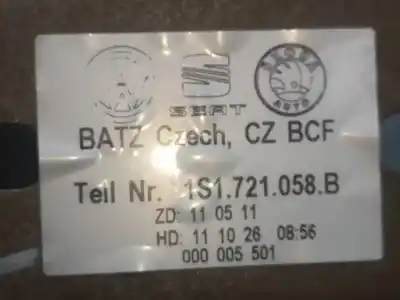 SEAT
SKODA
AUTO
BATZ Czech, CZ BCF
Teil Nr. 1S1.721.058.B
ZD: 11 05 11
HD: 11 10 26 08:56
000 005 501